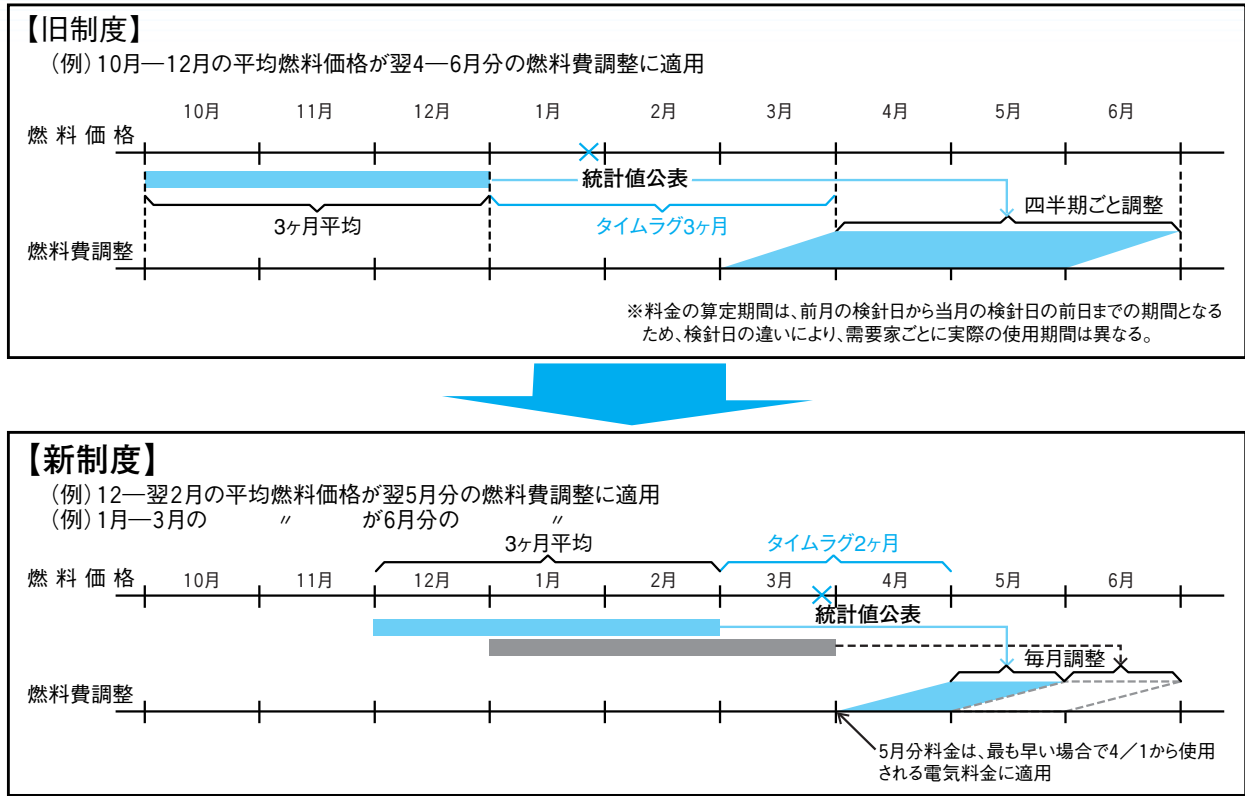 【旧制度】
（例）10月―12月の平均燃料価格が翌4―6月分の燃料費調整に適用
10月 11月 12月 1月 2月 3月 4月 5月 6月
燃料価格
統計値公表
3ヶ月平均 タイムラグ3ヶ月 四半期ごと調整
燃料費調整
※料金の算定期間は、前月の検針日から当月の検針日の前日までの期間となる
ため、検針日の違いにより、需要家ごとに実際の使用期間は異なる。
【新制度】
（例）12―翌2月の平均燃料価格が翌5月分の燃料費調整に適用
（例）1月―3月の 〃 が6月分の 〃
3ヶ月平均 タイムラグ2ヶ月
燃料価格 10月 11月 12月 1月 2月 3月 4月 5月 6月
統計値公表
毎月調整
燃料費調整
5月分料金は、最も早い場合で4／1から使用
される電気料金に適用